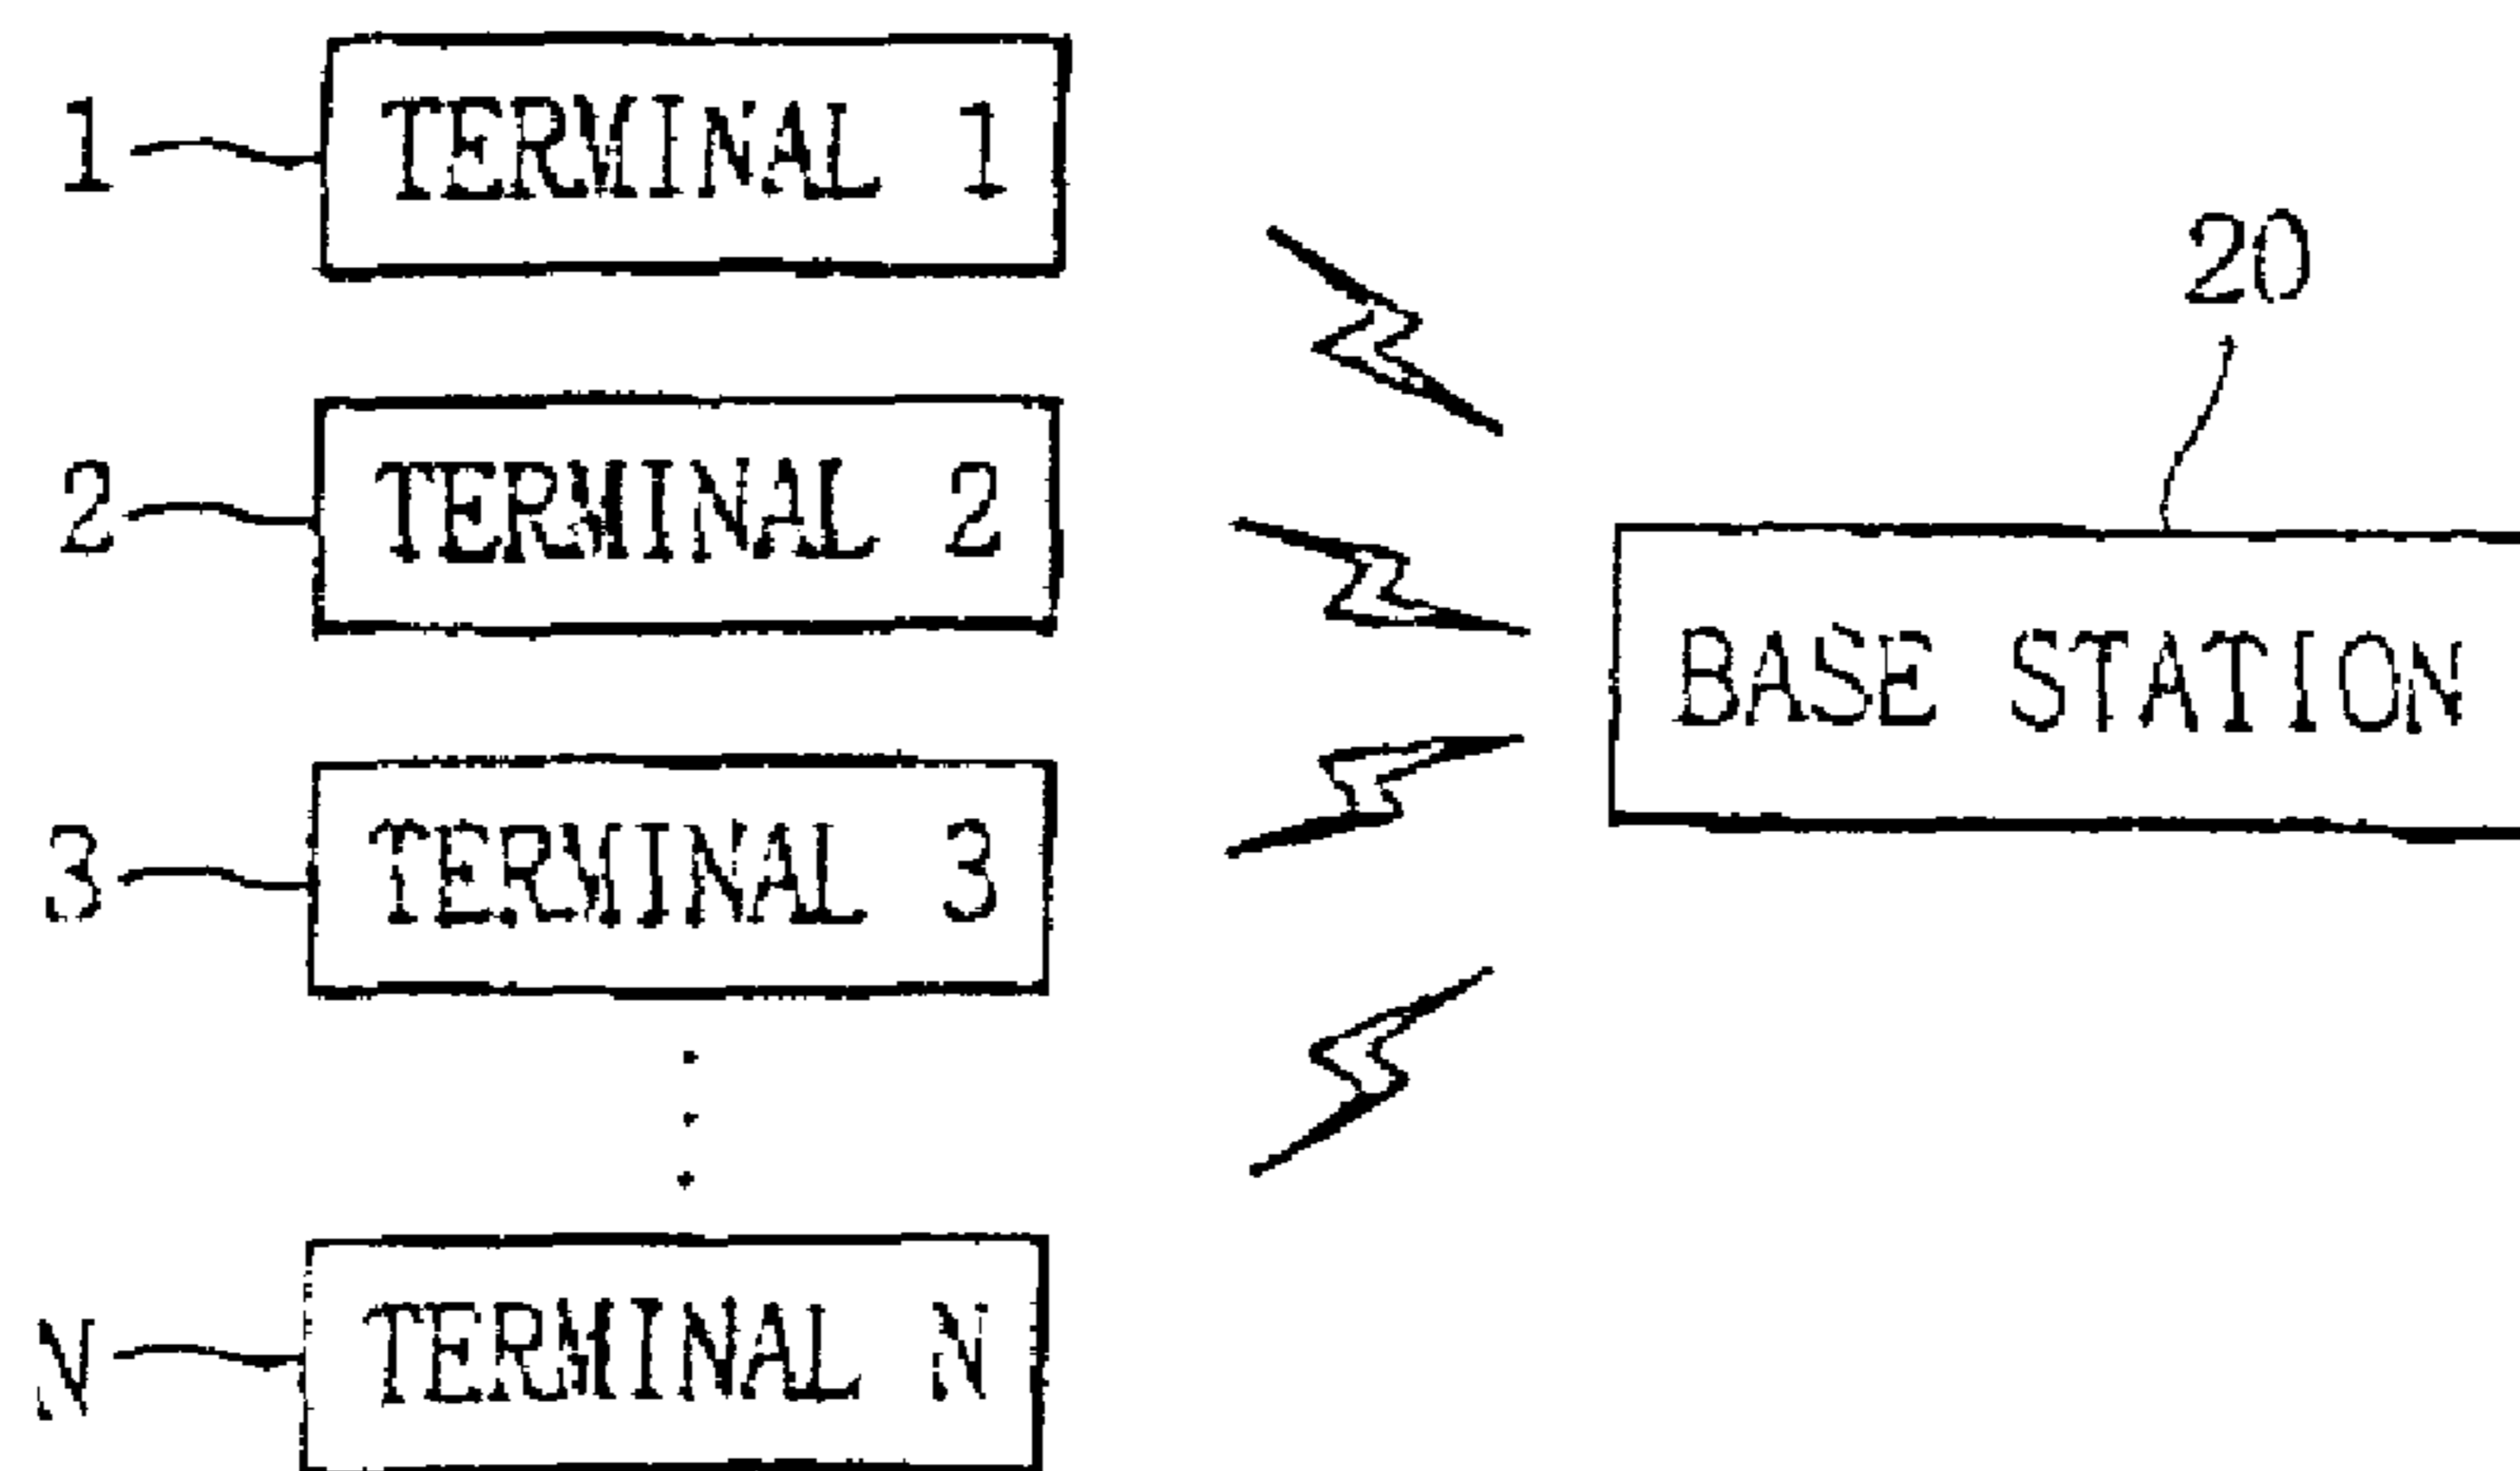 1 TERMINAL 1
20
2 TERMINAL 2
BASE STATION
3 TERMINAL 3
N TERMINAL N